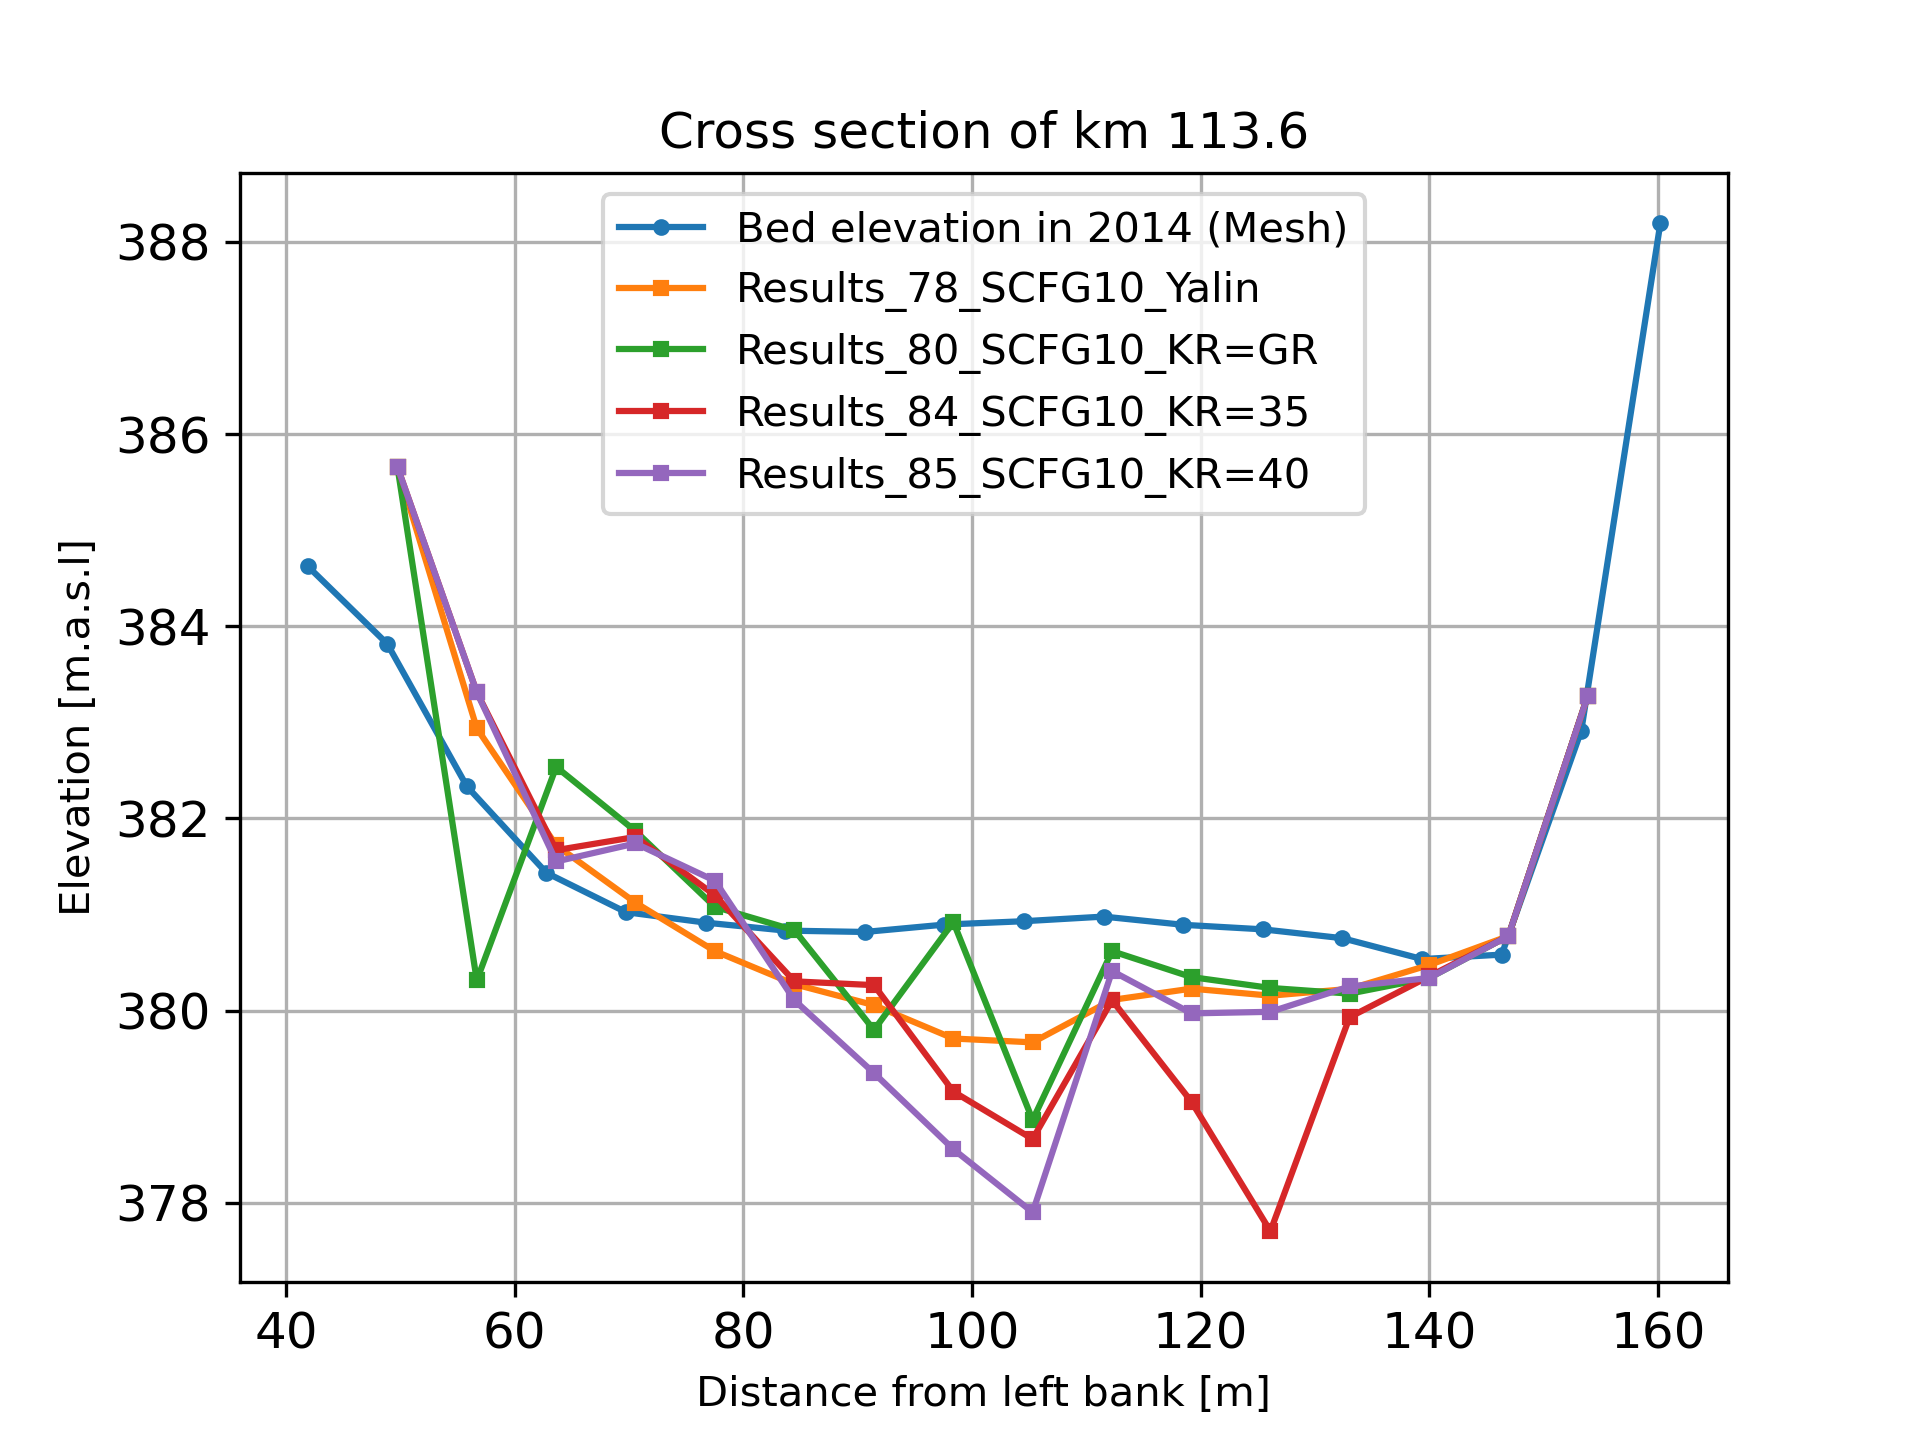 Cross section of km 113.6
Bed elevation in 2014 (Mesh)
Results_78_SCFG10_Yalin
Results_80_SCFG10_KR=GR
Results_84_SCFG10_KR=35
Results_85_SCFG10_KR=40
388
386
384
382
380
378
Elevation [m.a.s.l]
40 60 80 100 120 140 160
Distance from left bank [m]